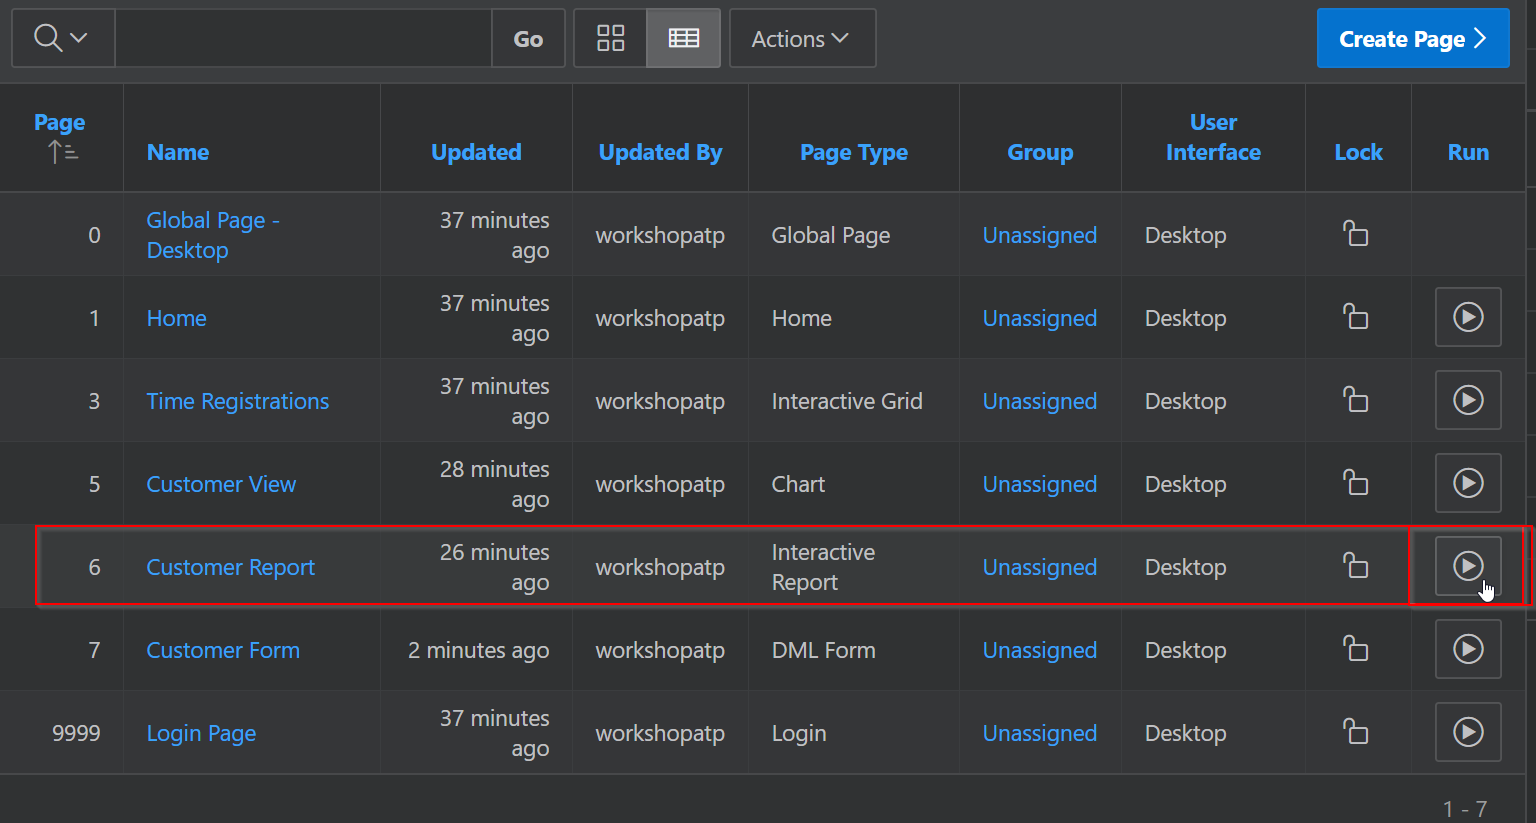 Go
Actions
Create Page
Page
Name
Updated
Updated By
Page Type
Group
User
Interface
Lock
Run
0
Global Page -
Desktop
37 minutes
ago
workshopatp
Global Page
Unassigned
Desktop
1
Home
37 minutes
ago
workshopatp
Home
Unassigned
Desktop
3
Time Registrations
37 minutes
ago
workshopatp
Interactive Grid
Unassigned
Desktop
5
Customer View
28 minutes
ago
workshopatp
Chart
Unassigned
Desktop
6
Customer Report
26 minutes
ago
workshopatp
Interactive
Report
Unassigned
Desktop
7
Customer Form
2 minutes ago
workshopatp
DML Form
Unassigned
Desktop
9999
Login Page
37 minutes
ago
workshopatp
Login
Unassigned
Desktop
1 - 7